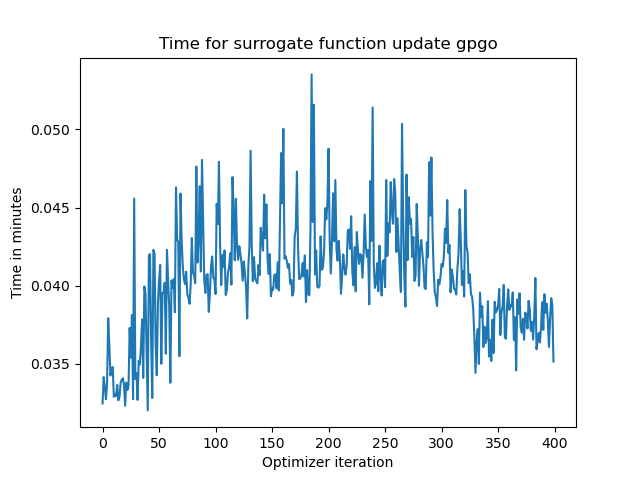 Time for surrogate function update gpgo
0.050
0.045
0.040
0.035
Time in minutes
0 50 100 150 200 250 300 350 400
Optimizer iteration